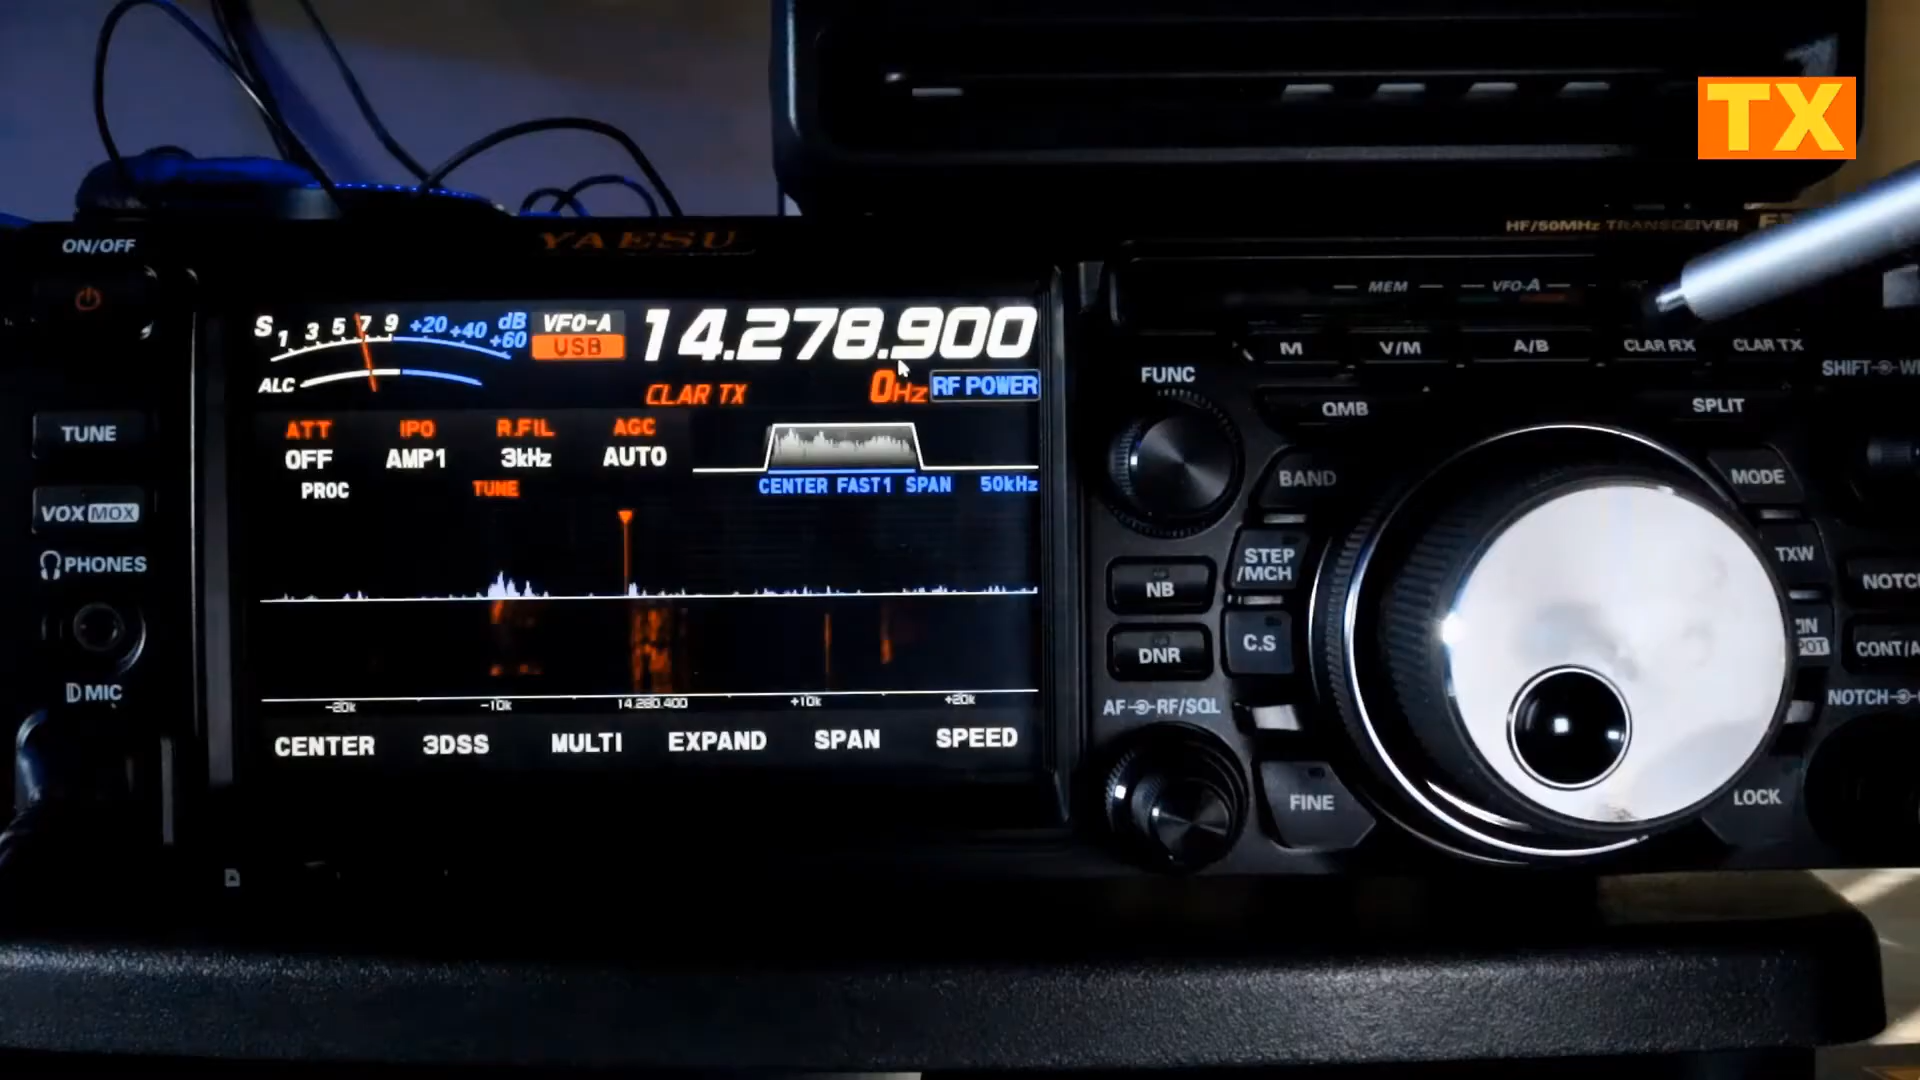 TX
HF/50MHz TRANSCEIVER
ON/OFF
YAESU
MEM
VFO-A
S 1 3 5 7 9 +20 +40 +60 dB
VFO-A
USB
14.278.900
ALC
CLAR TX
0Hz
RF POWER
M
V/M
A/B
CLAR RX
CLAR TX
FUNC
QMB
SPLIT
ATT
IPO
R.FIL
AGC
OFF
AMP1
3kHz
AUTO
PROC
TUNE
CENTER FAST1 SPAN 50kHz
TUNE
VOX MOX
PHONES
MIC
BAND
MODE
STEP
/MCH
TXW
NB
C.S
DNR
AF RF/SQL
NOTCH
-20k
-10k
14.280.400
+10k
+20k
CENTER
3DSS
MULTI
EXPAND
SPAN
SPEED
FINE
LOCK